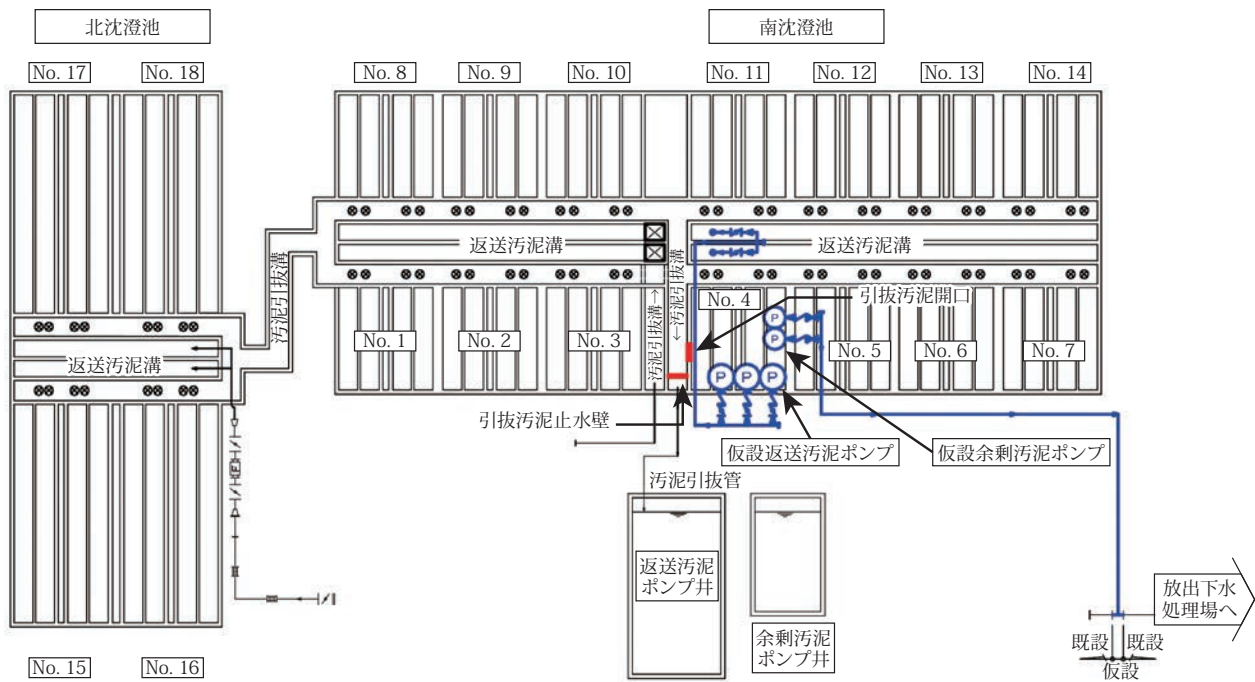 北沈澄池
南沈澄池
No. 17
No. 18
No. 8
No. 9
No. 10
No. 11
No. 12
No. 13
No. 14
返送汚泥溝
返送汚泥溝
汚泥引抜溝
汚泥引抜溝→
←汚泥引抜溝
No. 4
引抜汚泥開口
P
P
No. 1
No. 2
No. 3
No. 5
No. 6
No. 7
返送汚泥溝
P
P
P
引抜汚泥止水壁
仮設返送汚泥ポンプ
仮設余剰汚泥ポンプ
汚泥引抜管
F
返送汚泥
ポンプ井
余剰汚泥
ポンプ井
放出下水
処理場へ
既設
既設
仮設
No. 15
No. 16